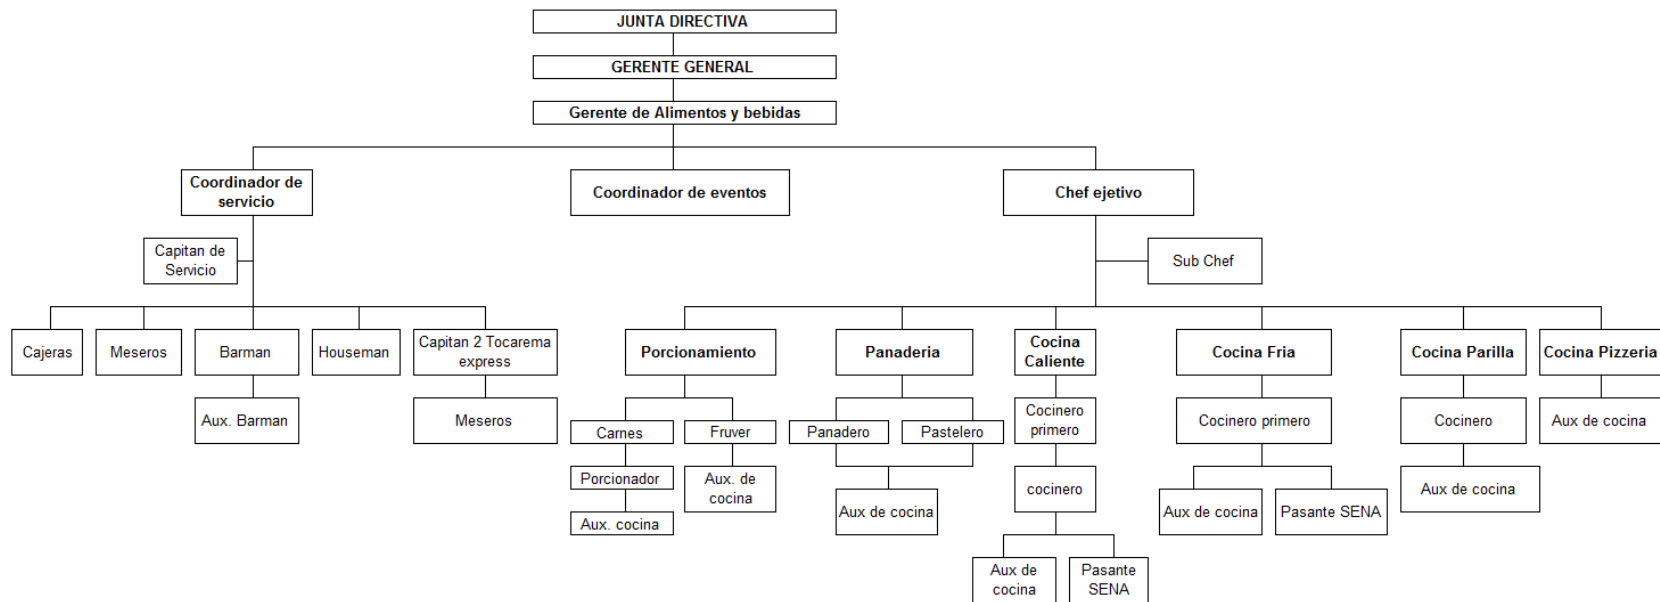 JUNTA DIRECTIVA
GERENTE GENERAL
Gerente de Alimentos y bebidas
Coordinador de
servicio
Coordinador de eventos
Chef ejetivo
Capitan de
Servicio
Sub Chef
Cajeras
Meseros
Barman
Houseman
Capitan 2 Tocarema
express
Porcionamiento
Panaderia
Cocina
Caliente
Cocina Fria
Cocina Parilla
Cocina Pizzeria
Aux. Barman
Meseros
Carnes
Fruver
Panadero
Pastelero
Cocinero
primero
Cocinero primero
Cocinero
Aux de cocina
Porcionador
Aux. de
cocina
cocinero
Aux de cocina
Aux. cocina
Aux de cocina
Aux de cocina
Pasante SENA
Aux de
cocina
Pasante
SENA